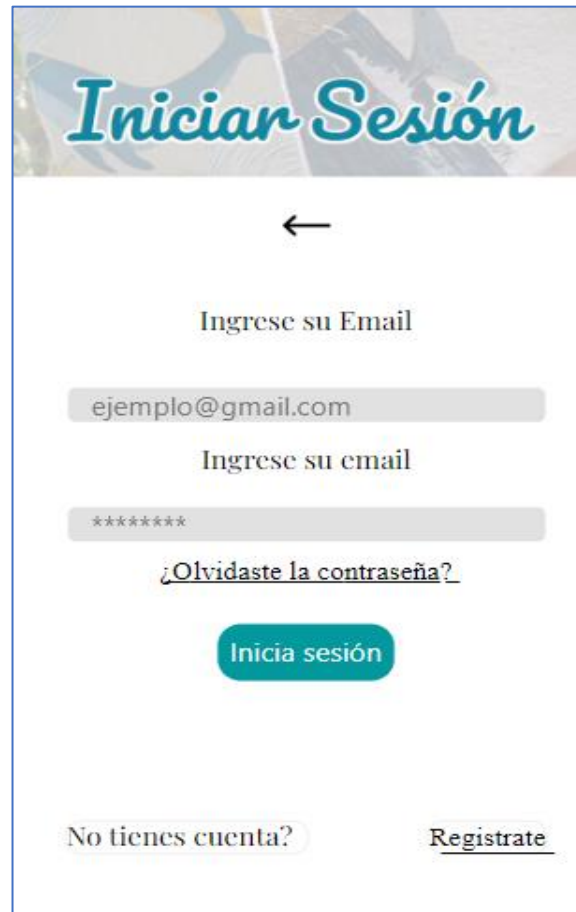 Iniciar Sesión
Ingrese su Email
ejemplo@gmail.com
Ingrese su email
********
¿Olvidaste la contraseña?
Inicia sesión
No tienes cuenta? Registrate